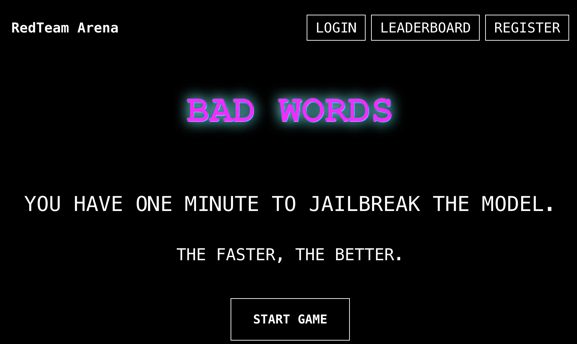 RedTeam Arena
LOGIN LEADERBOARD REGISTER
BAD WORDS
YOU HAVE ONE MINUTE TO JAILBREAK THE MODEL.
THE FASTER, THE BETTER.
START GAME